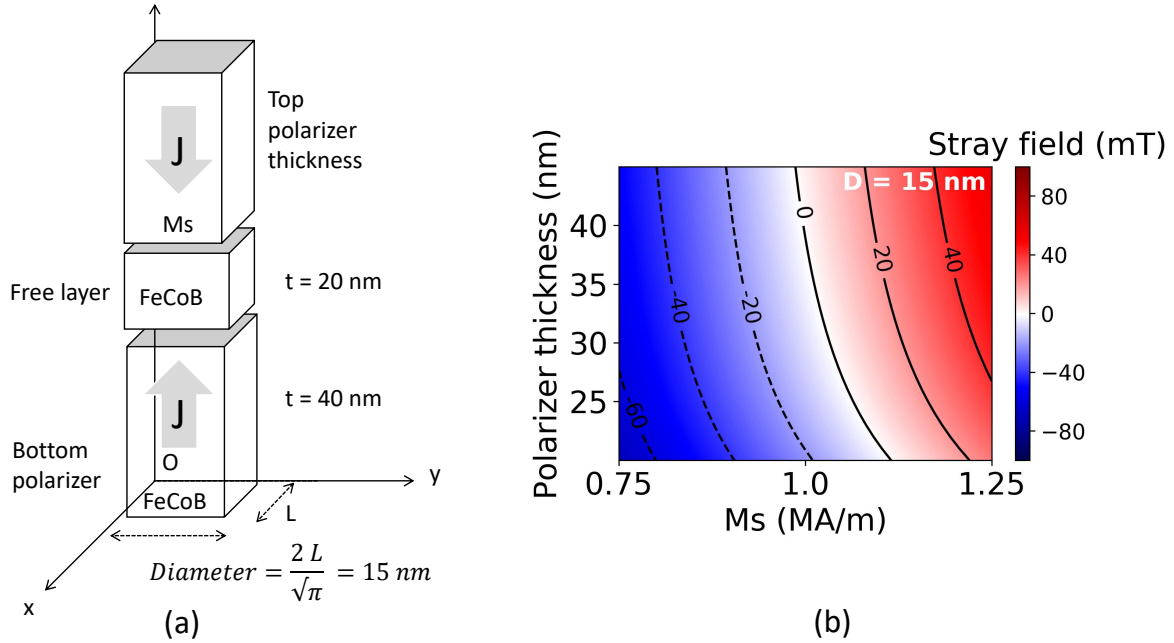 J
Ms
Top
polarizer
thickness
Free layer
FeCoB
t = 20 nm
J
t = 40 nm
Bottom
polarizer
O
FeCoB
y
L
x
Diameter = 2 L / √π = 15 nm
(a)
Stray field (mT)
D = 15 nm
Polarizer thickness (nm)
40
35
30
25
0.75
1.0
1.25
Ms (MA/m)
-60
-40
-20
0
20
40
80
40
0
−40
−80
(b)